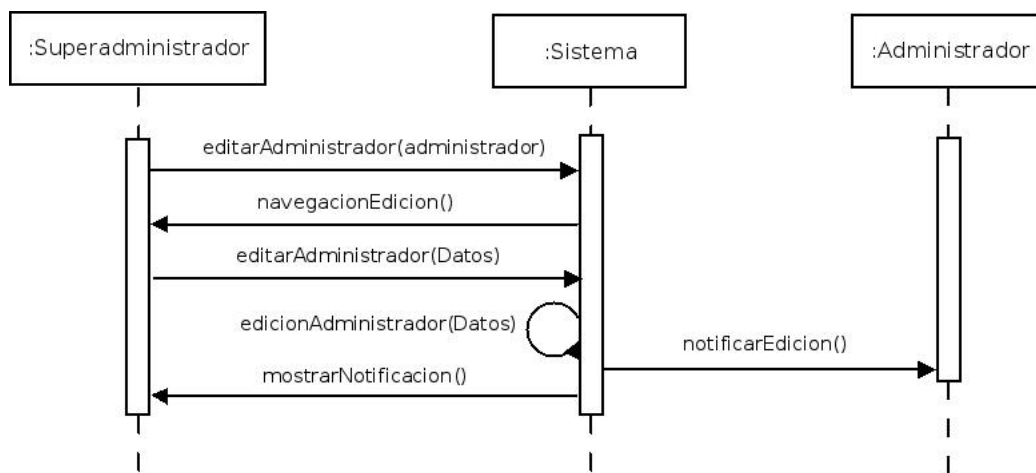 :Superadministrador
:Sistema
:Administrador
editarAdministrador(administrador)
navegacionEdicion()
editarAdministrador(Datos)
edicionAdministrador(Datos)
notificarEdicion()
mostrarNotificacion()